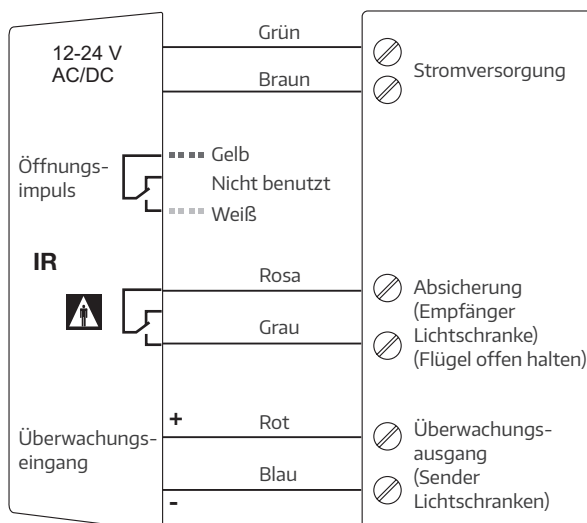 12-24 V
AC/DC
Grün
Braun
Stromversorgung
Öffnungs-
impuls
Gelb
Nicht benutzt
Weiß
IR
Rosa
Grau
Absicherung
(Empfänger
Lichtschranke)
(Flügel offen halten)
Überwachungs-
eingang
+
Rot
Blau
-
Überwachungs-
ausgang
(Sender
Lichtschranken)